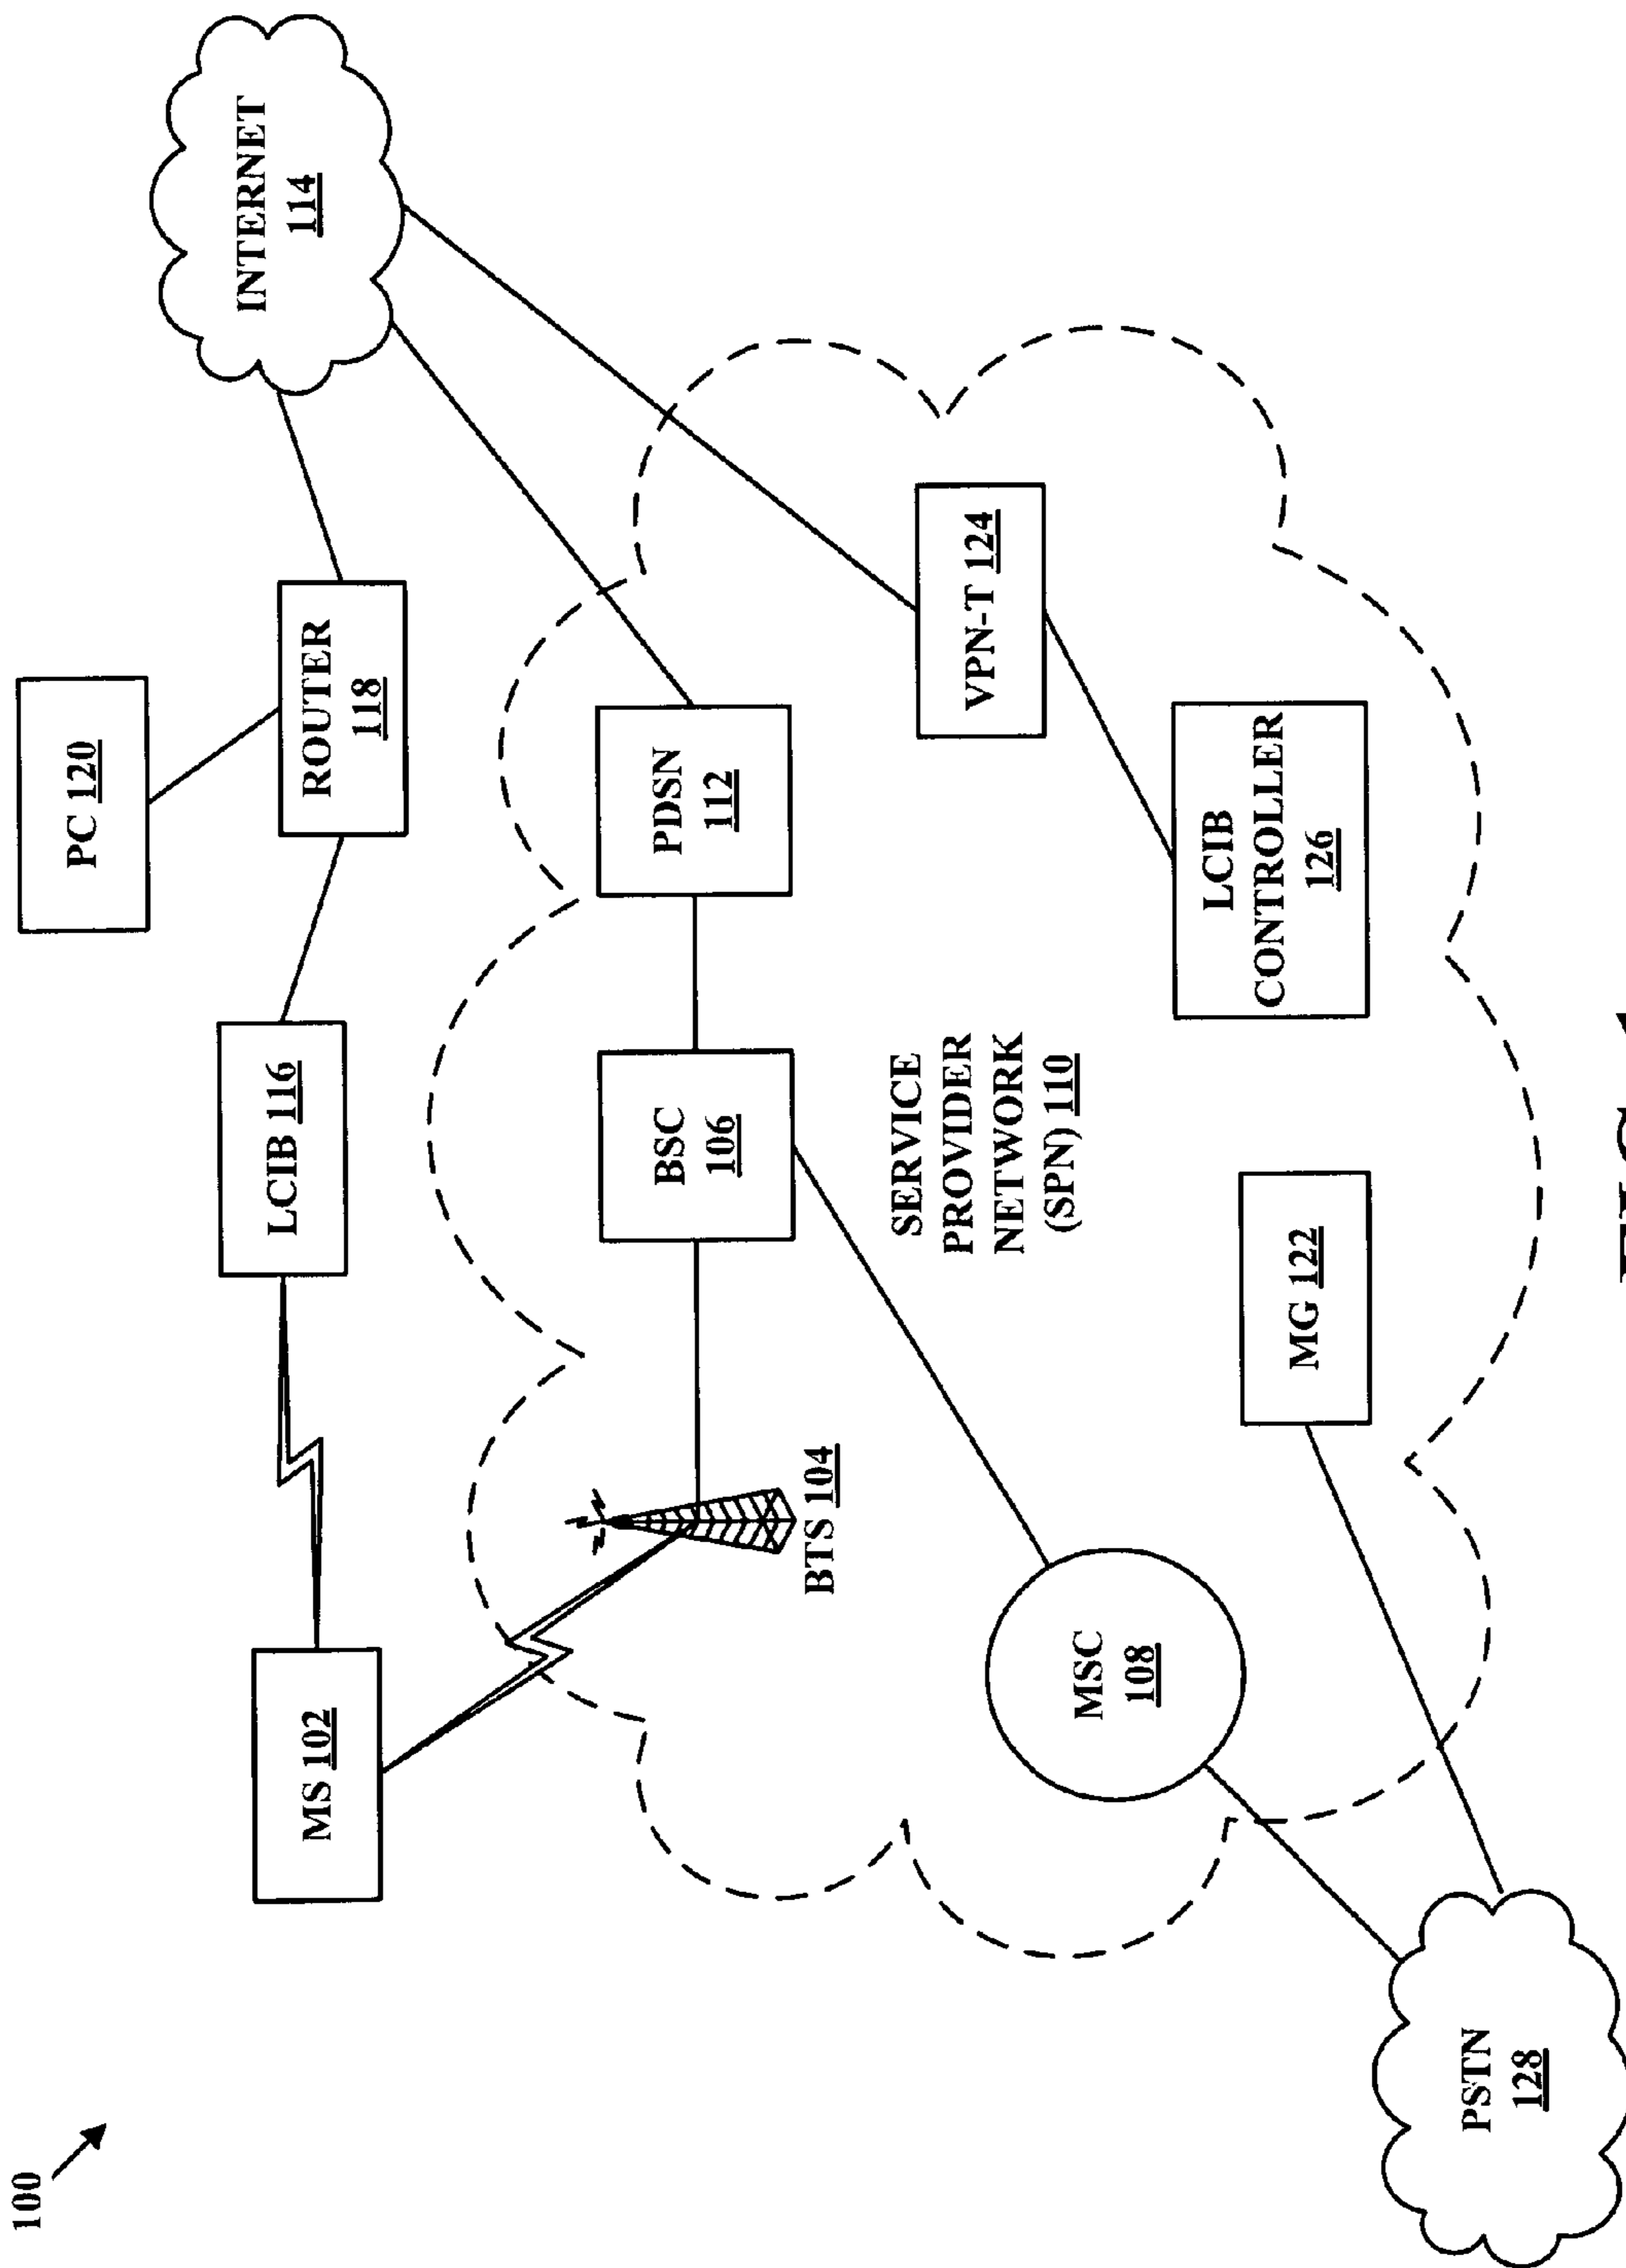 100
PC 120
INTERNET
114
ROUTER
118
LCIB 116
MS 102
PDSN
112
BSC
106
BTS 104
VPN-T 124
SERVICE
PROVIDER
NETWORK
(SPN) 110
MSC
108
LCIB
CONTROLLER
126
MG 122
PSTN
128